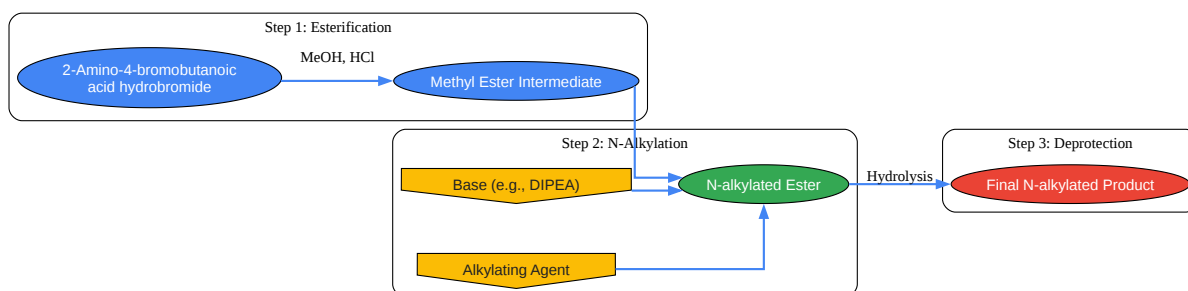 Step 1: Esterification
2-Amino-4-bromobutanoic
acid hydrobromide
MeOH, HCl
Methyl Ester Intermediate
Step 2: N-Alkylation
Base (e.g., DIPEA)
N-alkylated Ester
Alkylating Agent
Hydrolysis
Step 3: Deprotection
Final N-alkylated Product